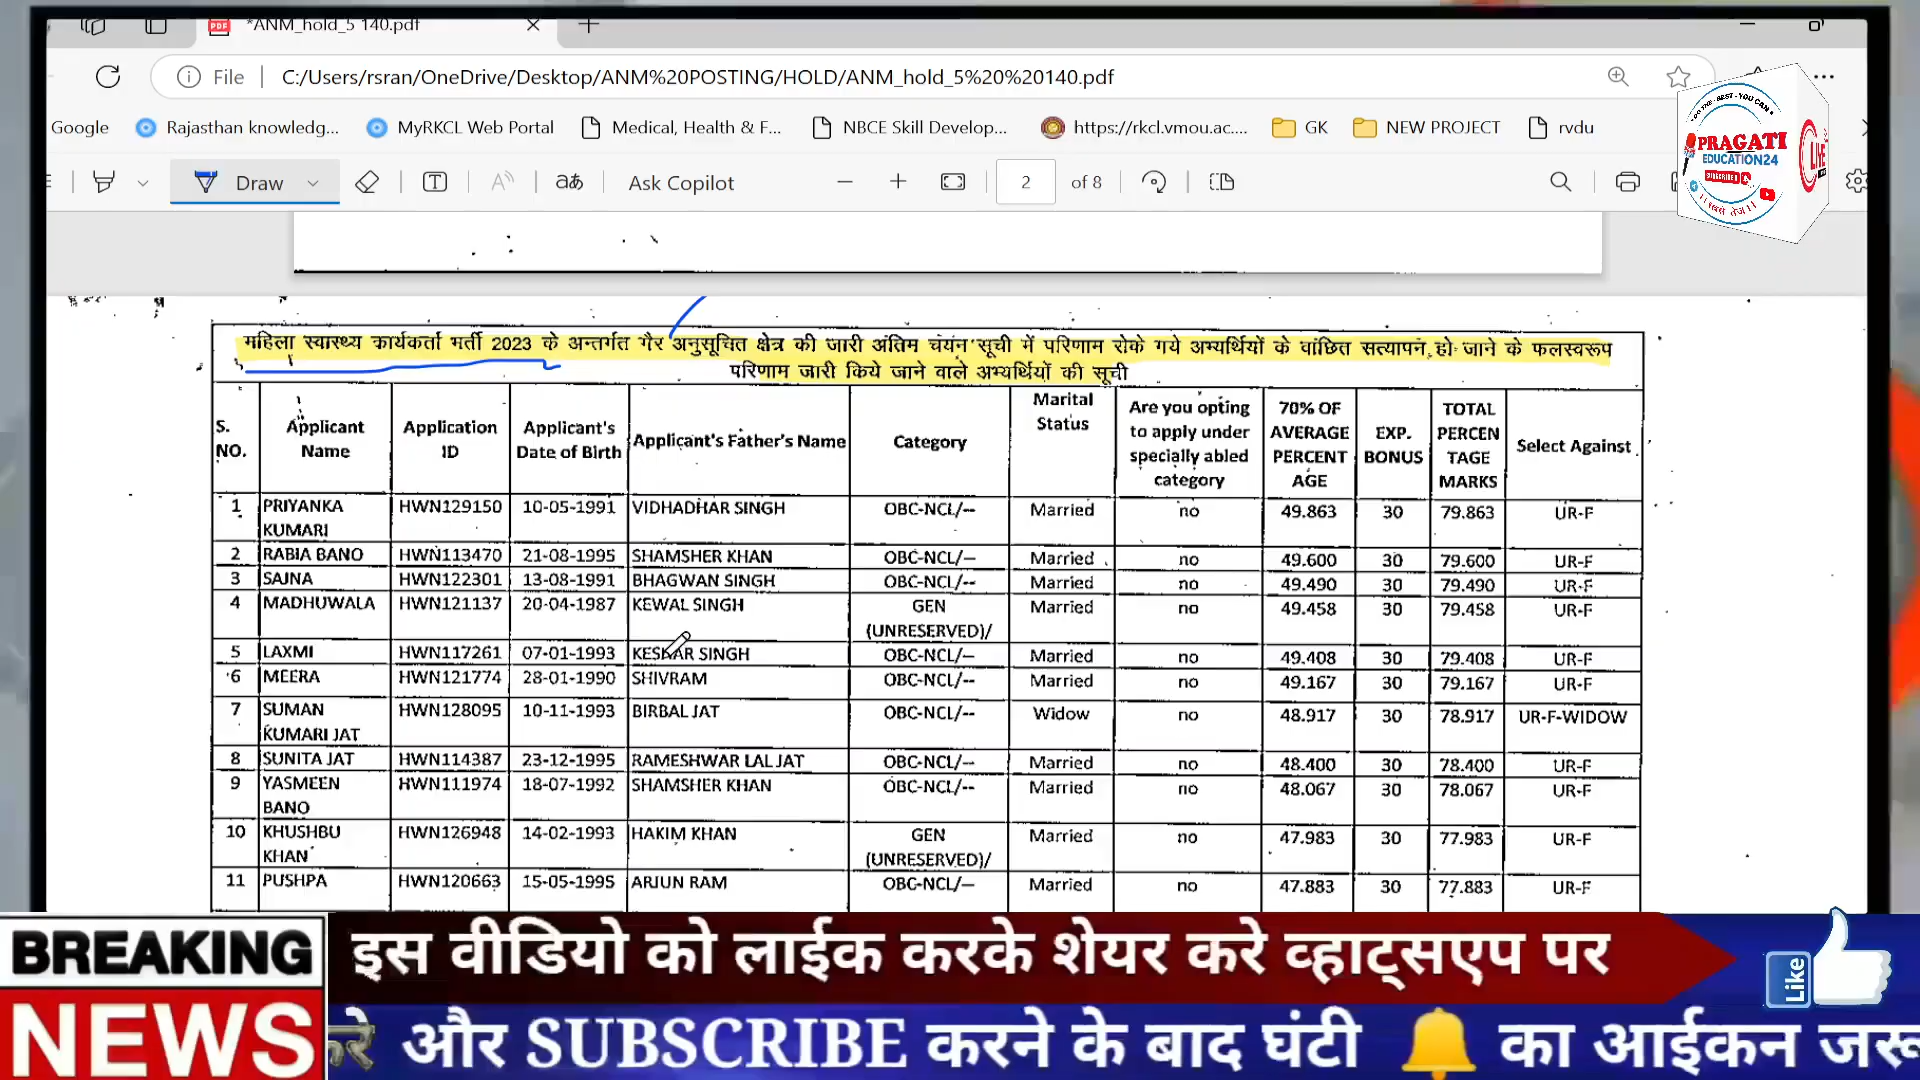 *ANM_hold_5 140.pdf
File C:/Users/rsran/OneDrive/Desktop/ANM%20POSTING/HOLD/ANM_hold_5%20%20140.pdf
Google Rajasthan knowledg... MyRKCL Web Portal Medical, Health & F... NBCE Skill Develop... https://rkcl.vmou.ac.... GK NEW PROJECT rvdu
Draw Ask Copilot 2 of 8
DO THE - BEST - YOU CAN
PRAGATI
EDUCATION24
SUBSCRIBE
LIVE
महिला स्वास्थ्य कार्यकर्ता भर्ती 2023 के अन्तर्गत गैर अनुसूचित क्षेत्र की जारी अंतिम चयन सूची में परिणाम रोके गये अभ्यर्थियों के वांछित सत्यापन हो जाने के फलस्वरूप
परिणाम जारी किये जाने वाले अभ्यर्थियों की सूची
S. NO. Applicant Name Application ID Applicant's Date of Birth Applicant's Father's Name Category Marital Status Are you opting to apply under specially abled category 70% OF AVERAGE PERCENT AGE EXP. BONUS TOTAL PERCEN TAGE MARKS Select Against
1 PRIYANKA KUMARI HWN129150 10-05-1991 VIDHADHAR SINGH OBC-NCL/-- Married no 49.863 30 79.863 UR-F
2 RABIA BANO HWN113470 21-08-1995 SHAMSHER KHAN OBC-NCL/-- Married no 49.600 30 79.600 UR-F
3 SAJNA HWN122301 13-08-1991 BHAGWAN SINGH OBC-NCL/-- Married no 49.490 30 79.490 UR-F
4 MADHUWALA HWN121137 20-04-1987 KEWAL SINGH GEN (UNRESERVED)/ Married no 49.458 30 79.458 UR-F
5 LAXMI HWN117261 07-01-1993 KESHAR SINGH OBC-NCL/-- Married no 49.408 30 79.408 UR-F
6 MEERA HWN121774 28-01-1990 SHIVRAM OBC-NCL/-- Married no 49.167 30 79.167 UR-F
7 SUMAN KUMARI JAT HWN128095 10-11-1993 BIRBAL JAT OBC-NCL/-- Widow no 48.917 30 78.917 UR-F-WIDOW
8 SUNITA JAT HWN114387 23-12-1995 RAMESHWAR LAL JAT OBC-NCL/-- Married no 48.400 30 78.400 UR-F
9 YASMEEN BANO HWN111974 18-07-1992 SHAMSHER KHAN OBC-NCL/-- Married no 48.067 30 78.067 UR-F
10 KHUSHBU KHAN HWN126948 14-02-1993 HAKIM KHAN GEN (UNRESERVED)/ Married no 47.983 30 77.983 UR-F
11 PUSHPA HWN120663 15-05-1995 ARJUN RAM OBC-NCL/-- Married no 47.883 30 77.883 UR-F
BREAKING NEWS
इस वीडियो को लाईक करके शेयर करे व्हाट्सएप पर
Like
रे और SUBSCRIBE करने के बाद घंटी का आईकन जरू